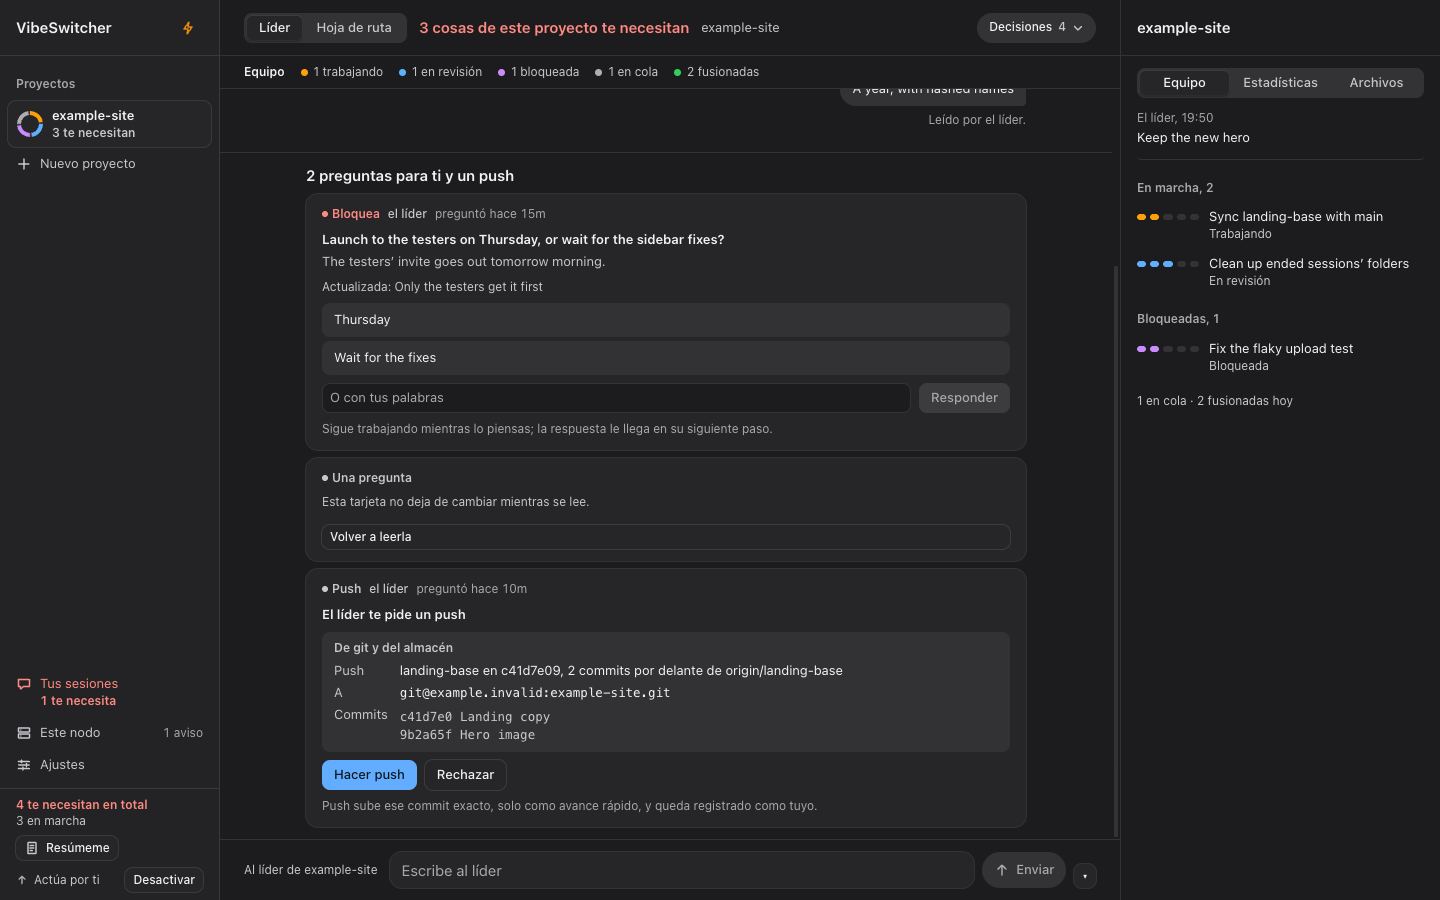 VibeSwitcher
Proyectos
example-site
3 te necesitan
Nuevo proyecto
Tus sesiones
1 te necesita
Este nodo
1 aviso
Ajustes
4 te necesitan en total
3 en marcha
Resúmeme
Actúa por ti
Desactivar
Líder
Hoja de ruta
3 cosas de este proyecto te necesitan
example-site
Decisiones 4
Equipo
1 trabajando
1 en revisión
1 bloqueada
1 en cola
2 fusionadas
A year, with hashed names
Leído por el líder.
2 preguntas para ti y un push
Bloquea el líder preguntó hace 15m
Launch to the testers on Thursday, or wait for the sidebar fixes?
The testers’ invite goes out tomorrow morning.
Actualizada: Only the testers get it first
Thursday
Wait for the fixes
O con tus palabras
Responder
Sigue trabajando mientras lo piensas; la respuesta le llega en su siguiente paso.
Una pregunta
Esta tarjeta no deja de cambiar mientras se lee.
Volver a leerla
Push el líder preguntó hace 10m
El líder te pide un push
De git y del almacén
Push landing-base en c41d7e09, 2 commits por delante de origin/landing-base
A git@example.invalid:example-site.git
Commits c41d7e0 Landing copy
9b2a65f Hero image
Hacer push
Rechazar
Push sube ese commit exacto, solo como avance rápido, y queda registrado como tuyo.
Al líder de example-site
Escribe al líder
Enviar
example-site
Equipo
Estadísticas
Archivos
El líder, 19:50
Keep the new hero
En marcha, 2
Sync landing-base with main
Trabajando
Clean up ended sessions’ folders
En revisión
Bloqueadas, 1
Fix the flaky upload test
Bloqueada
1 en cola · 2 fusionadas hoy